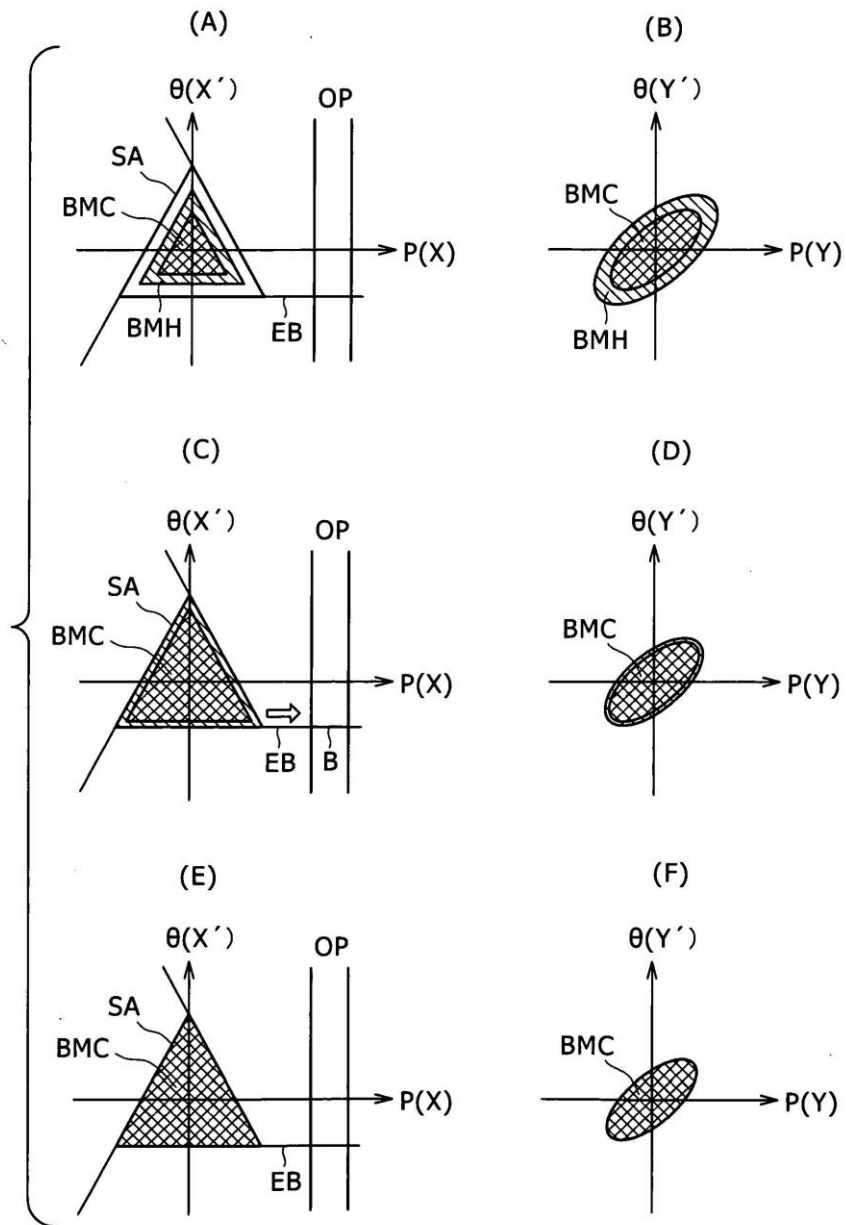 (A)
θ(X´)
OP
SA
BMC
P(X)
BMH
EB
(B)
θ(Y´)
BMC
P(Y)
BMH
(C)
θ(X´)
OP
SA
BMC
P(X)
EB
B
(D)
θ(Y´)
BMC
P(Y)
(E)
θ(X´)
OP
SA
BMC
P(X)
EB
(F)
θ(Y´)
BMC
P(Y)